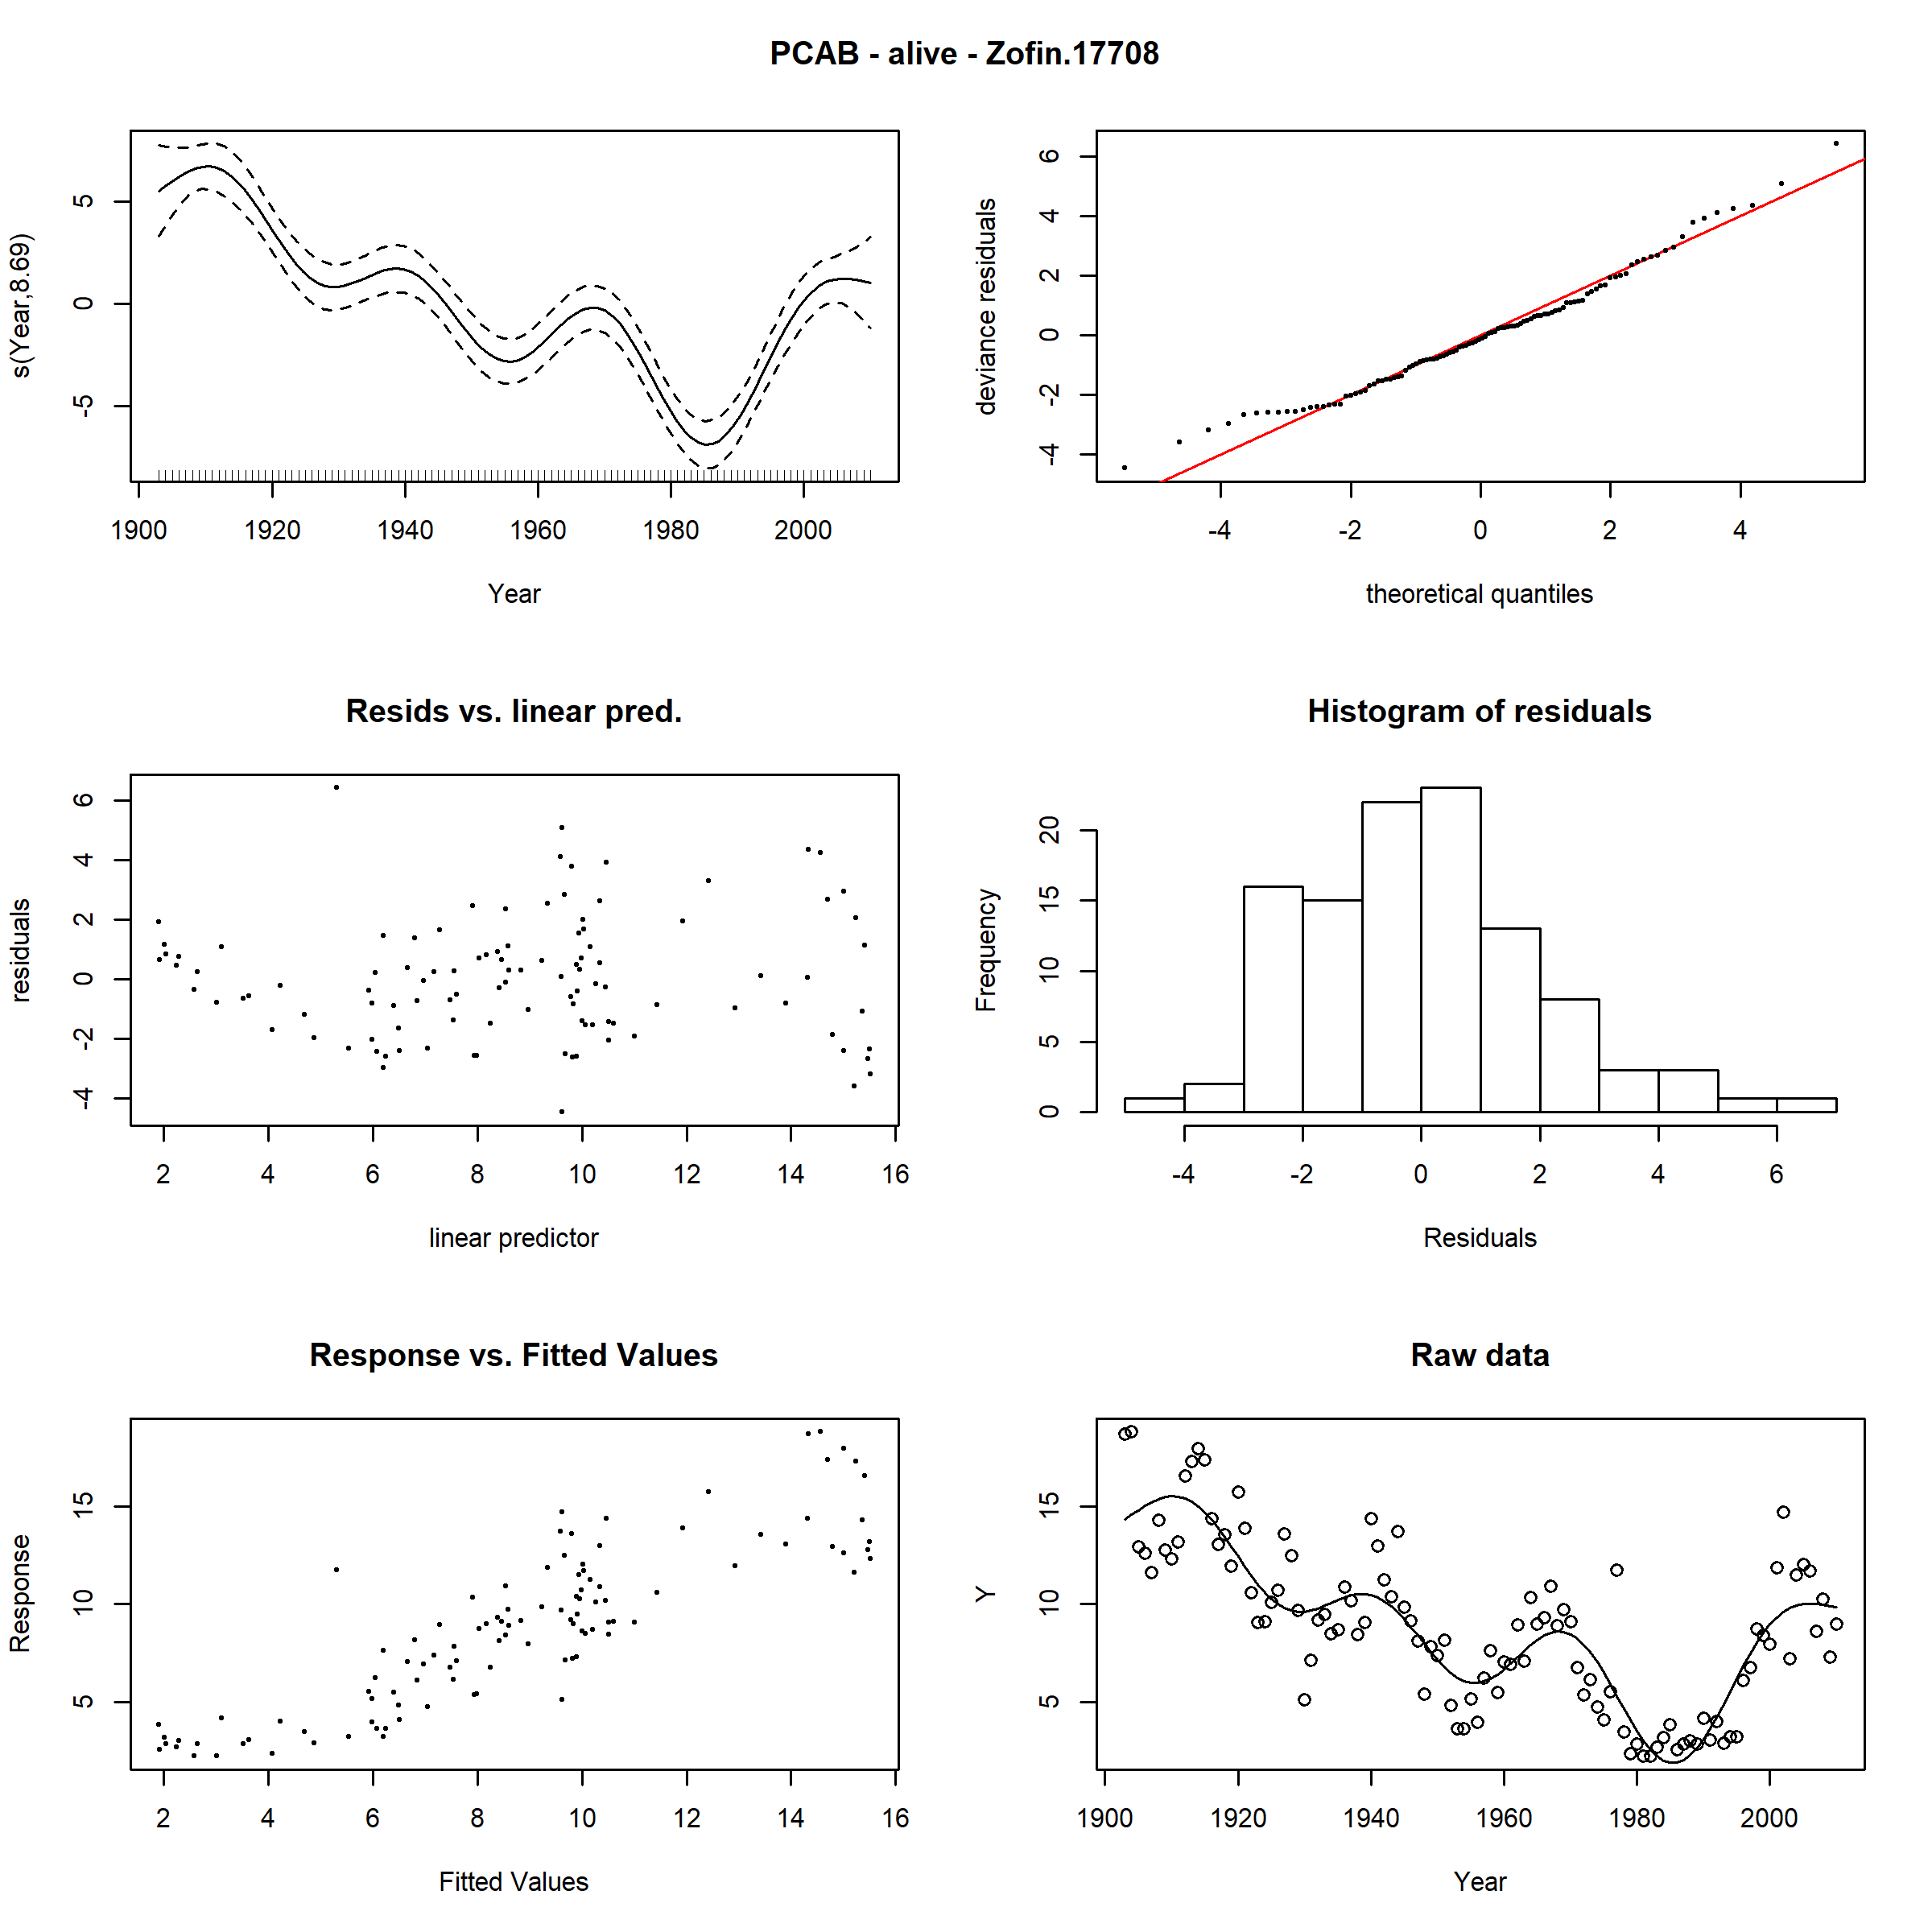 PCAB - alive - Zofin.17708
s(Year,8.69)
5
0
-5
1900 1920 1940 1960 1980 2000
Year
deviance residuals
6
4
2
0
-2
-4
-4 -2 0 2 4
theoretical quantiles
Resids vs. linear pred.
residuals
6
4
2
0
-2
-4
2 4 6 8 10 12 14 16
linear predictor
Histogram of residuals
Frequency
20
15
10
5
0
-4 -2 0 2 4 6
Residuals
Response vs. Fitted Values
Response
15
10
5
2 4 6 8 10 12 14 16
Fitted Values
Raw data
Y
15
10
5
1900 1920 1940 1960 1980 2000
Year